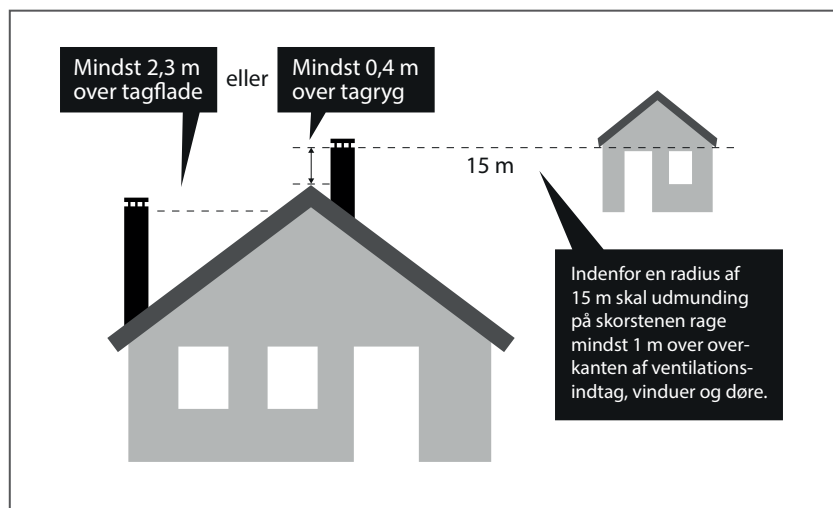 Mindst 2,3 m
over tagflade
eller
Mindst 0,4 m
over tagryg
15 m
Indenfor en radius af
15 m skal udmunding
på skorstenen rage
mindst 1 m over over-
kanten af ventilations-
indtag, vinduer og døre.